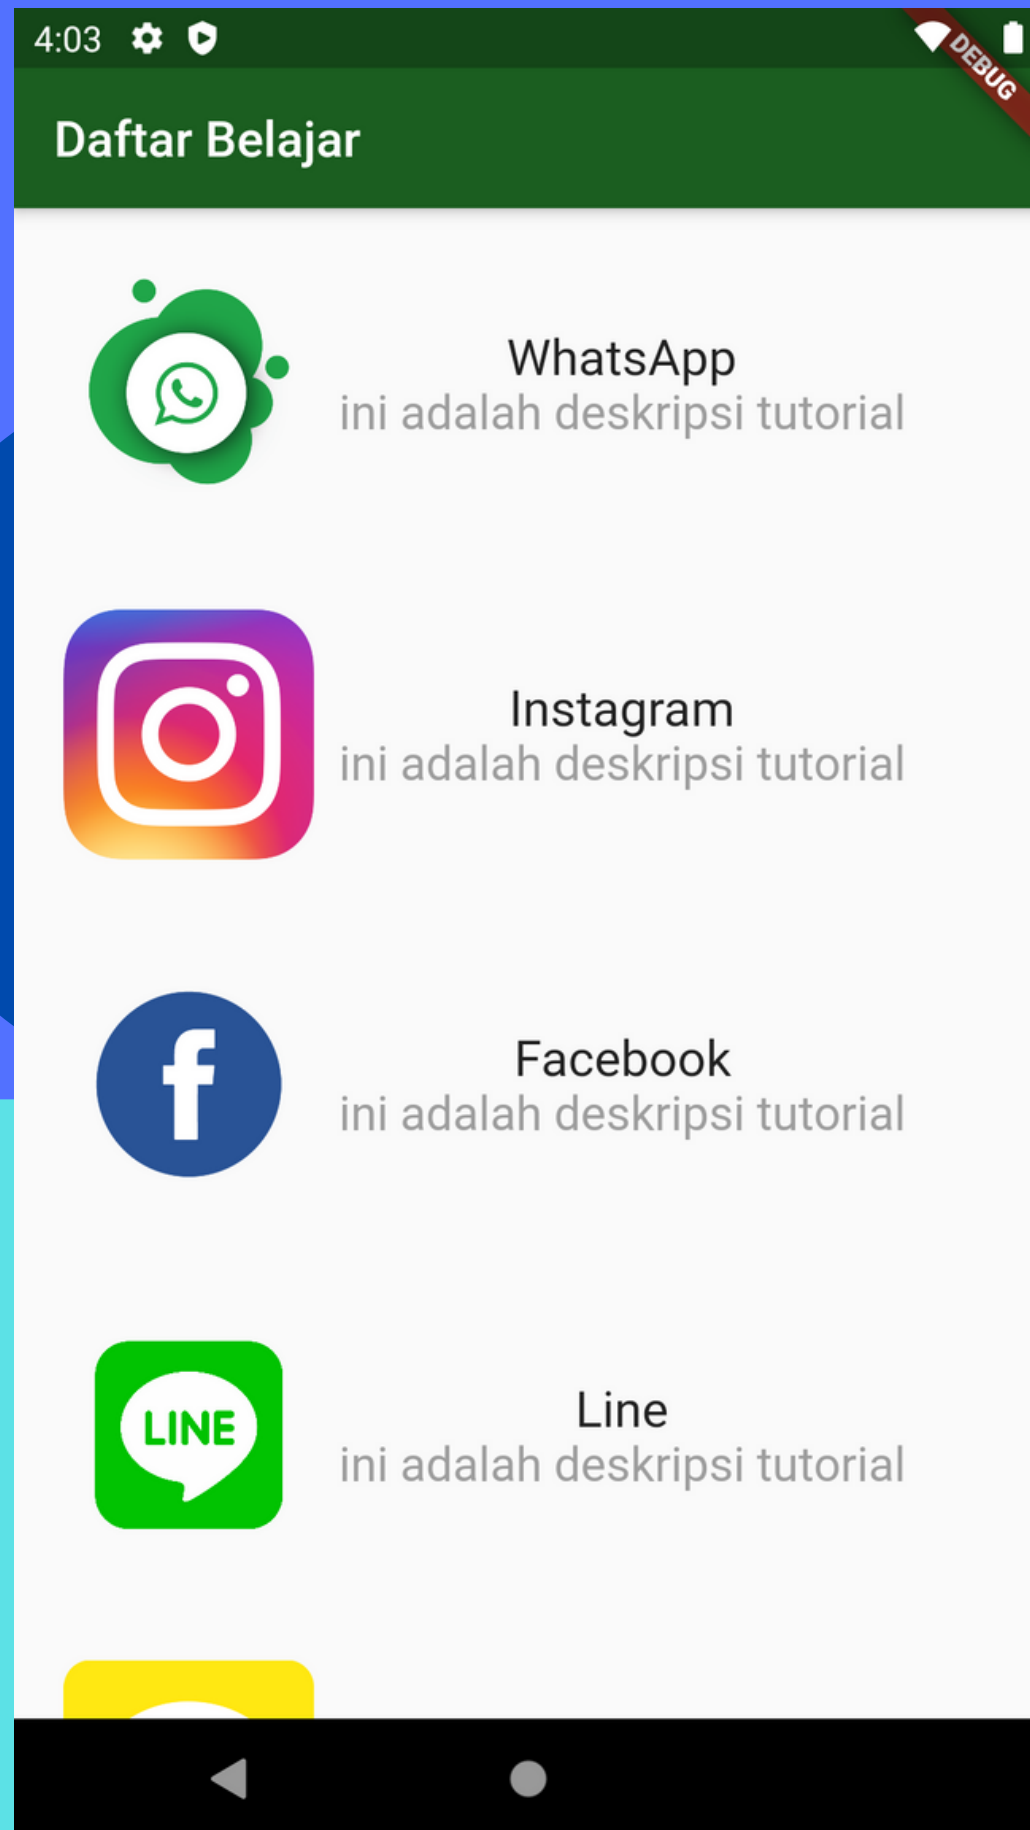 4:03
DEBUG
Daftar Belajar
WhatsApp
ini adalah deskripsi tutorial
Instagram
ini adalah deskripsi tutorial
Facebook
ini adalah deskripsi tutorial
LINE
Line
ini adalah deskripsi tutorial